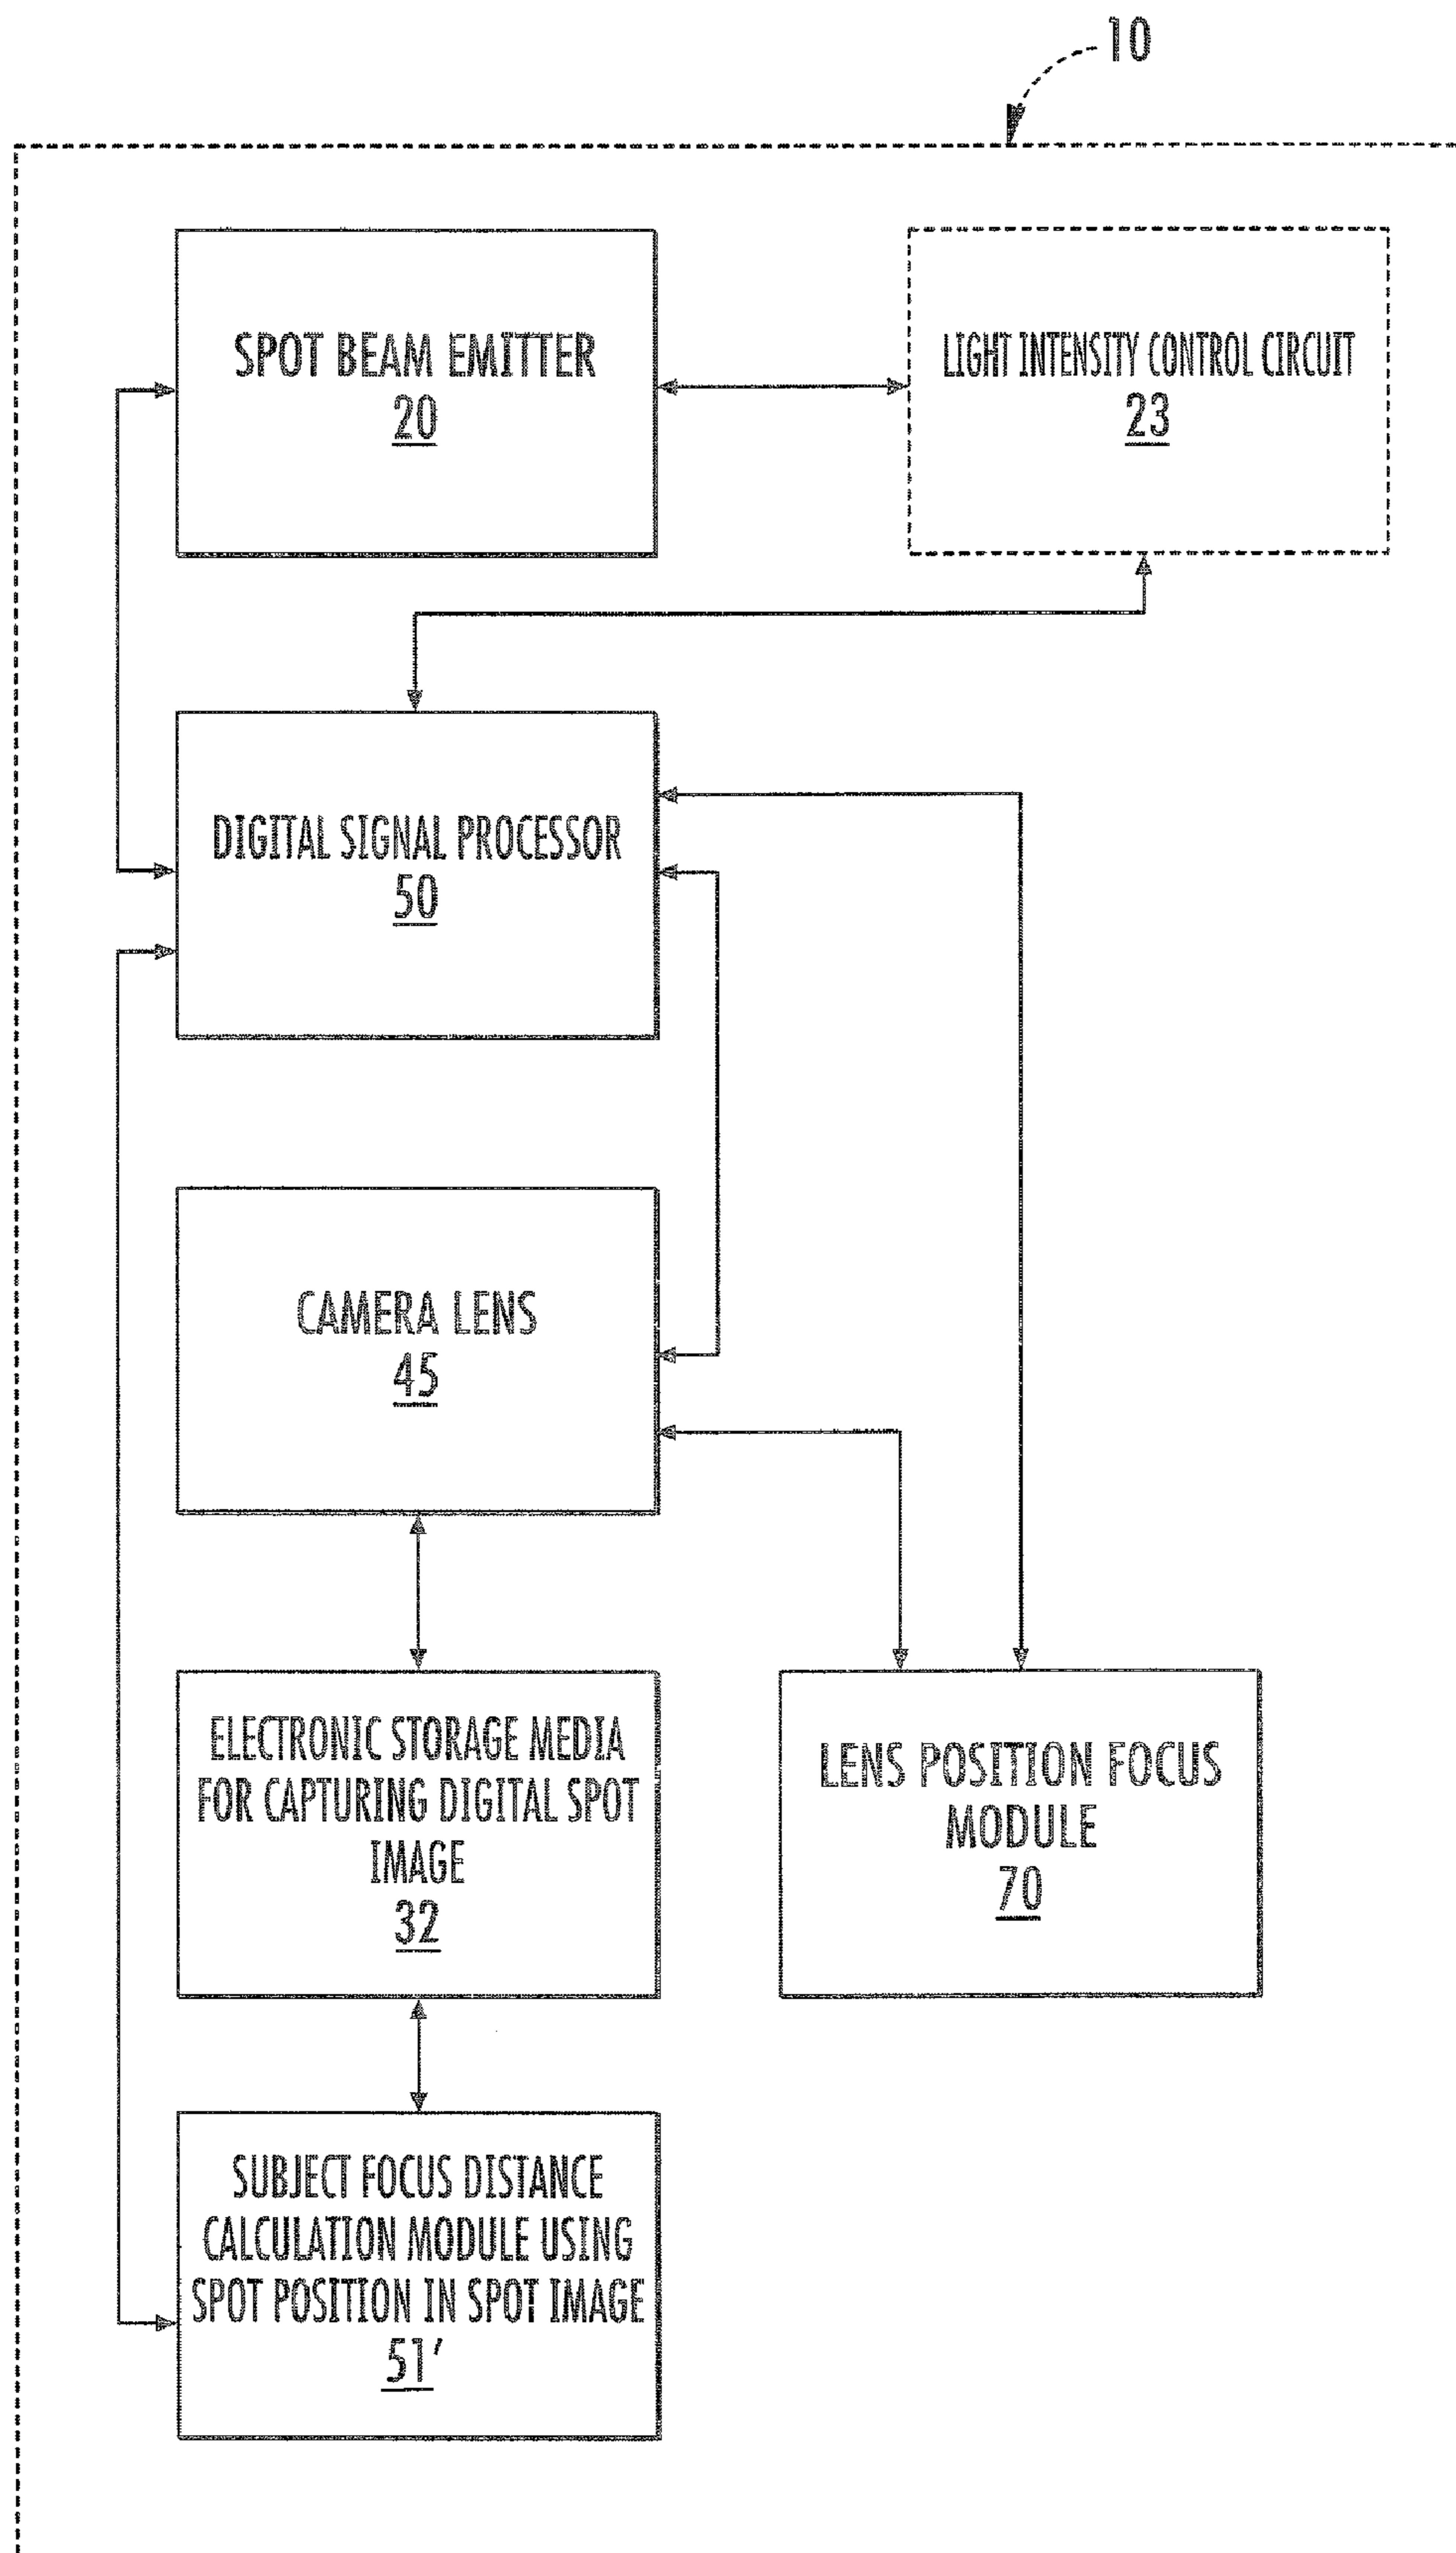 10
SPOT BEAM EMITTER
20
LIGHT INTENSITY CONTROL CIRCUIT
23
DIGITAL SIGNAL PROCESSOR
50
CAMERA LENS
45
ELECTRONIC STORAGE MEDIA
FOR CAPTURING DIGITAL SPOT
IMAGE
32
LENS POSITION FOCUS
MODULE
70
SUBJECT FOCUS DISTANCE
CALCULATION MODULE USING
SPOT POSITION IN SPOT IMAGE
51'